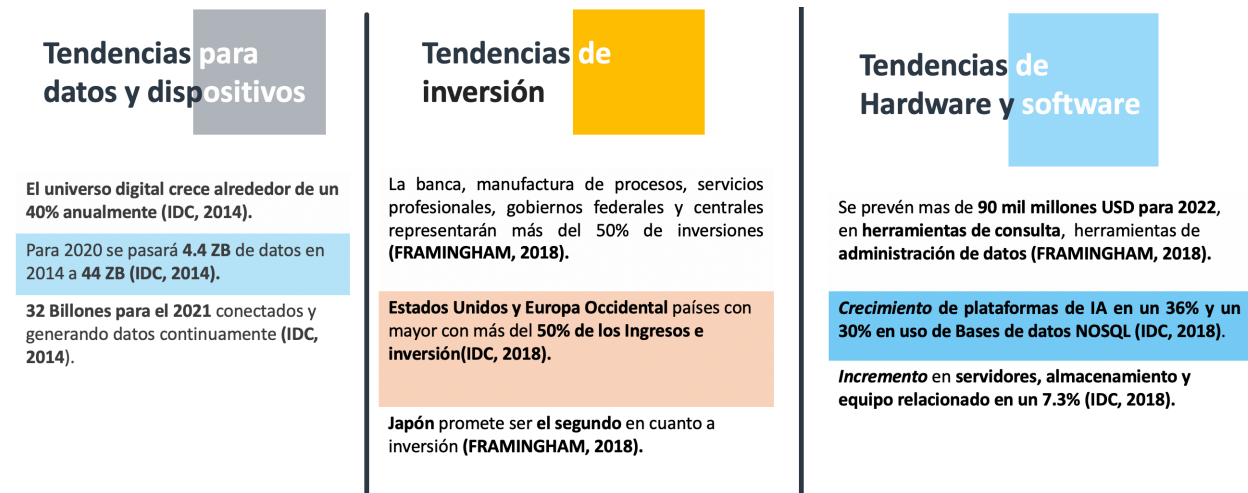 Tendencias para
datos y dispositivos
El universo digital crece alrededor de un
40% anualmente (IDC, 2014).
Para 2020 se pasará 4.4 ZB de datos en
2014 a 44 ZB (IDC, 2014).
32 Billones para el 2021 conectados y
generando datos continuamente (IDC,
2014).
Tendencias de
inversión
La banca, manufactura de procesos, servicios
profesionales, gobiernos federales y centrales
representarán más del 50% de inversiones
(FRAMINGHAM, 2018).
Estados Unidos y Europa Occidental países con
mayor con más del 50% de los Ingresos e
inversión(IDC, 2018).
Japón promete ser el segundo en cuanto a
inversión (FRAMINGHAM, 2018).
Tendencias de
Hardware y software
Se prevén mas de 90 mil millones USD para 2022,
en herramientas de consulta, herramientas de
administración de datos (FRAMINGHAM, 2018).
Crecimiento de plataformas de IA en un 36% y un
30% en uso de Bases de datos NOSQL (IDC, 2018).
Incremento en servidores, almacenamiento y
equipo relacionado en un 7.3% (IDC, 2018).